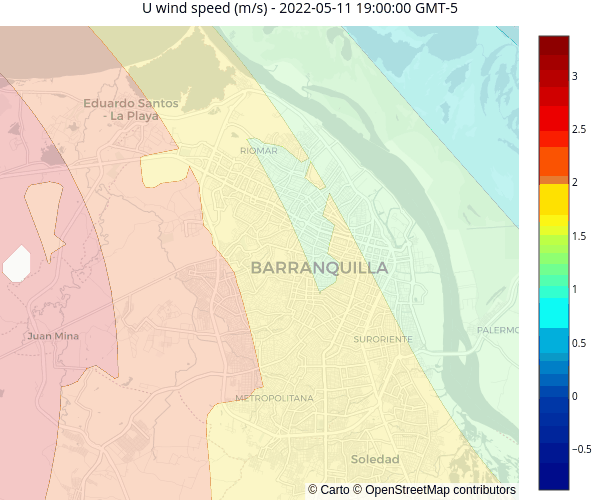 U wind speed (m/s) - 2022-05-11 19:00:00 GMT-5
Eduardo Santos
- La Playa
RIOMAR
BARRANQUILLA
Juan Mina
SURORIENTE
PALERMO
METROPOLITANA
Soledad
© Carto © OpenStreetMap contributors
3
2.5
2
1.5
1
0.5
0
−0.5